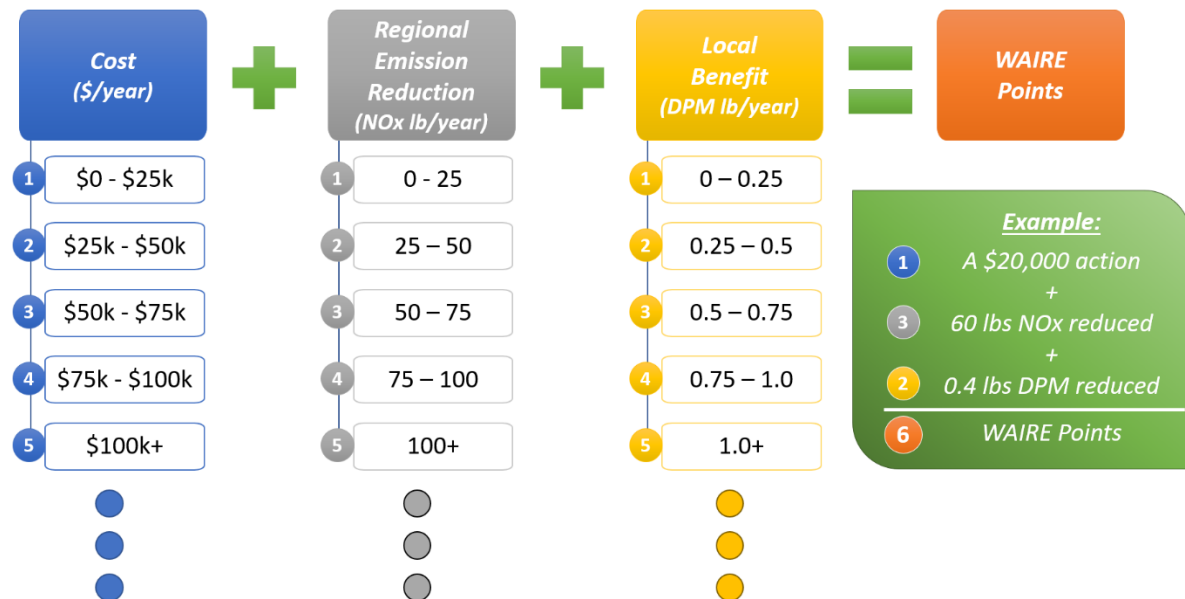 Cost
($/year)
Regional
Emission
Reduction
(NOx lb/year)
Local
Benefit
(DPM lb/year)
WAIRE
Points
1 $0 - $25k
2 $25k - $50k
3 $50k - $75k
4 $75k - $100k
5 $100k+
1 0 - 25
2 25 – 50
3 50 – 75
4 75 – 100
5 100+
1 0 – 0.25
2 0.25 – 0.5
3 0.5 – 0.75
4 0.75 – 1.0
5 1.0+
Example:
1 A $20,000 action
+
3 60 lbs NOx reduced
+
2 0.4 lbs DPM reduced
6 WAIRE Points